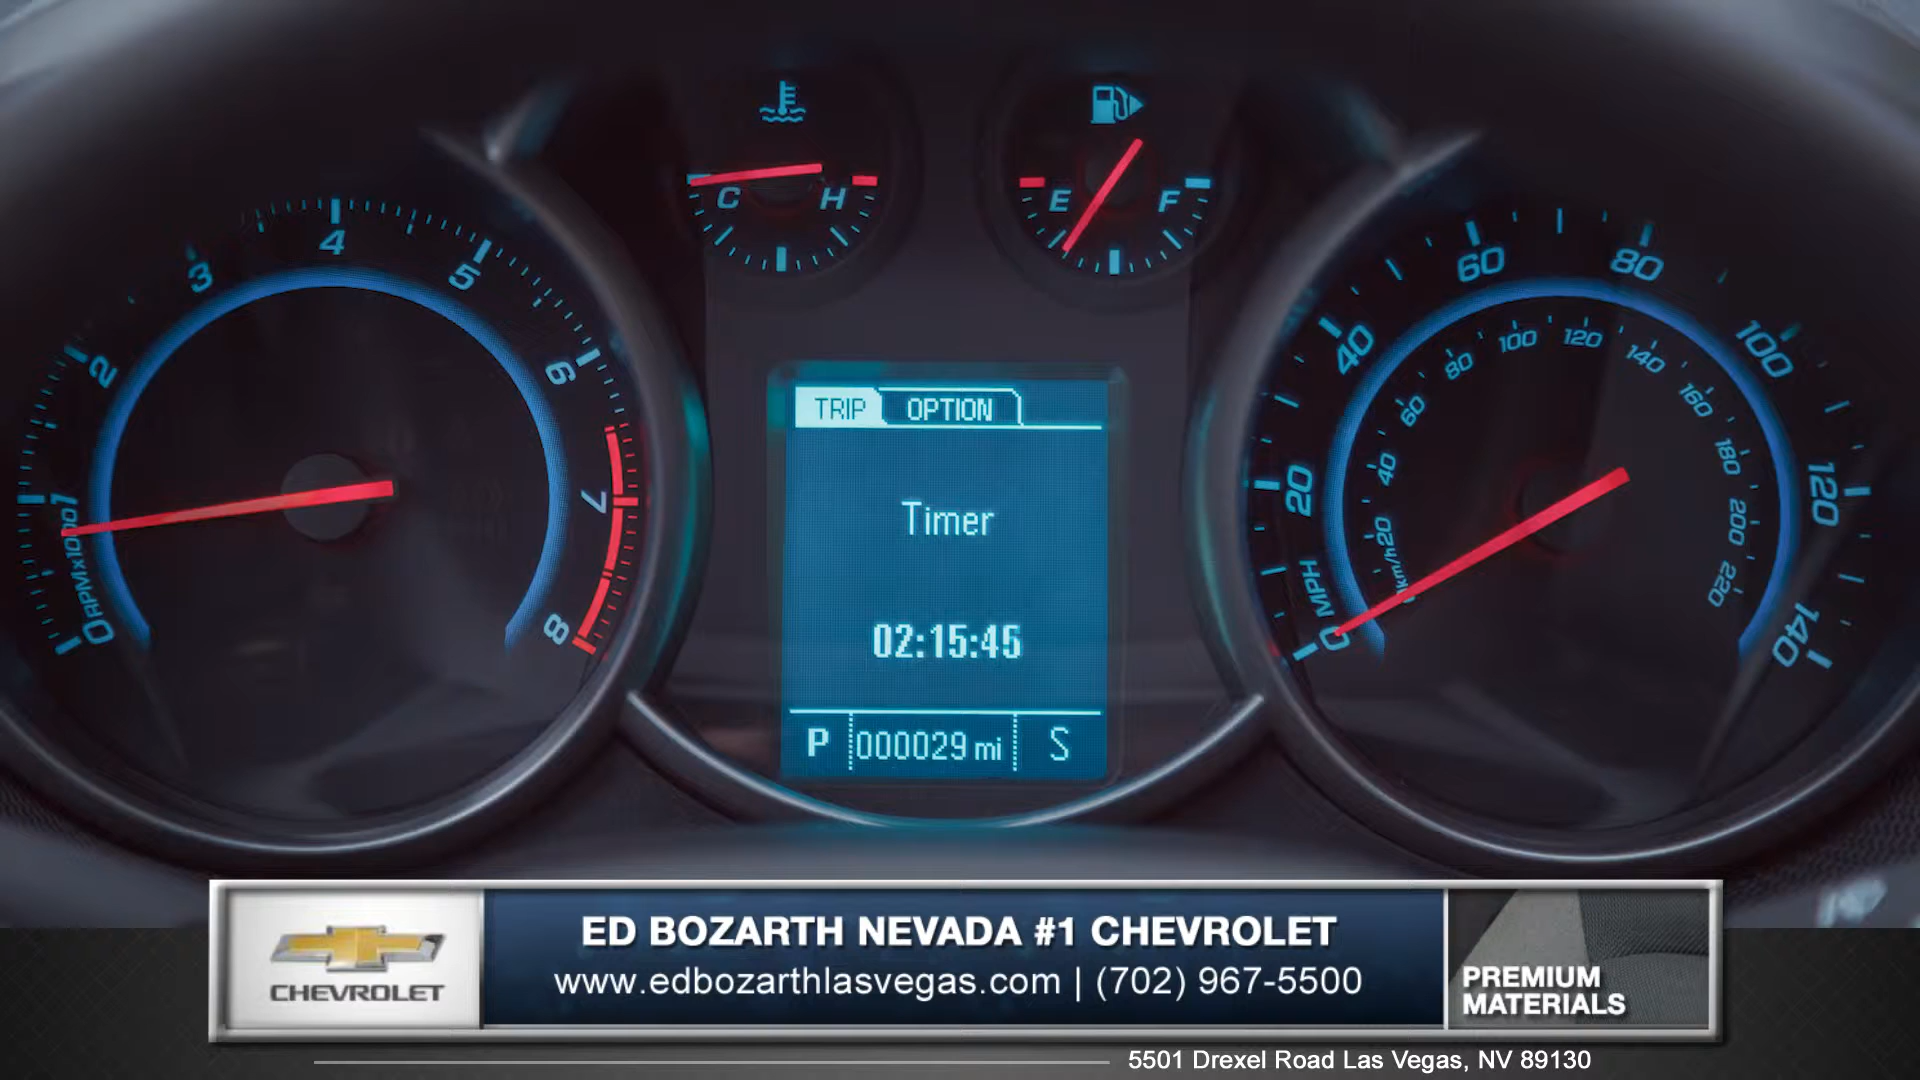 C H
E F
0 RPMx1000 1 2 3 4 5 6 7 8
TRIP OPTION
Timer
02:15:45
P 000029 mi S
MPH 0 20 40 60 80 100 120 140
km/h 20 40 60 80 100 120 140 160 180 200 220
CHEVROLET
ED BOZARTH NEVADA #1 CHEVROLET
www.edbozarthlasvegas.com | (702) 967-5500
PREMIUM
MATERIALS
5501 Drexel Road Las Vegas, NV 89130